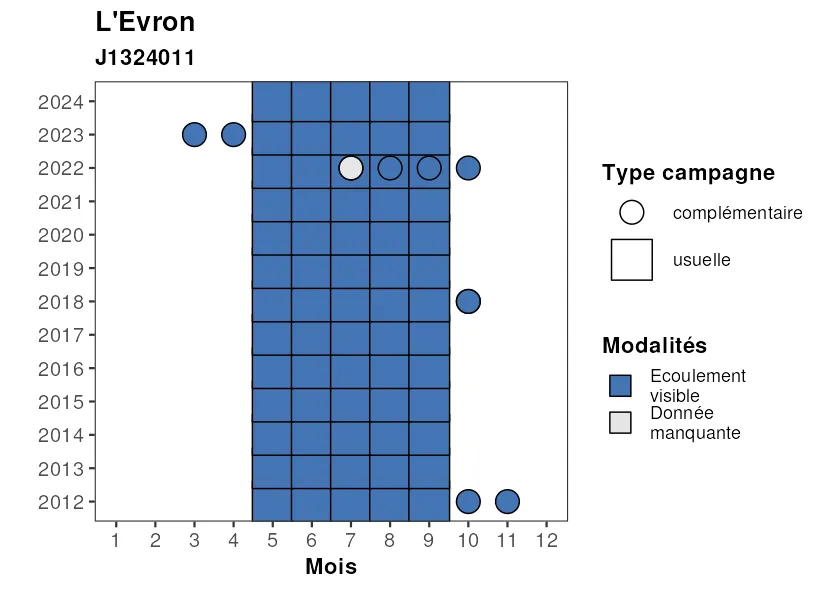 L'Evron
J1324011
2024
2023
2022
2021
2020
2019
2018
2017
2016
2015
2014
2013
2012
1 2 3 4 5 6 7 8 9 10 11 12
Mois
Type campagne
complémentaire
usuelle
Modalités
Ecoulement
visible
Donnée
manquante